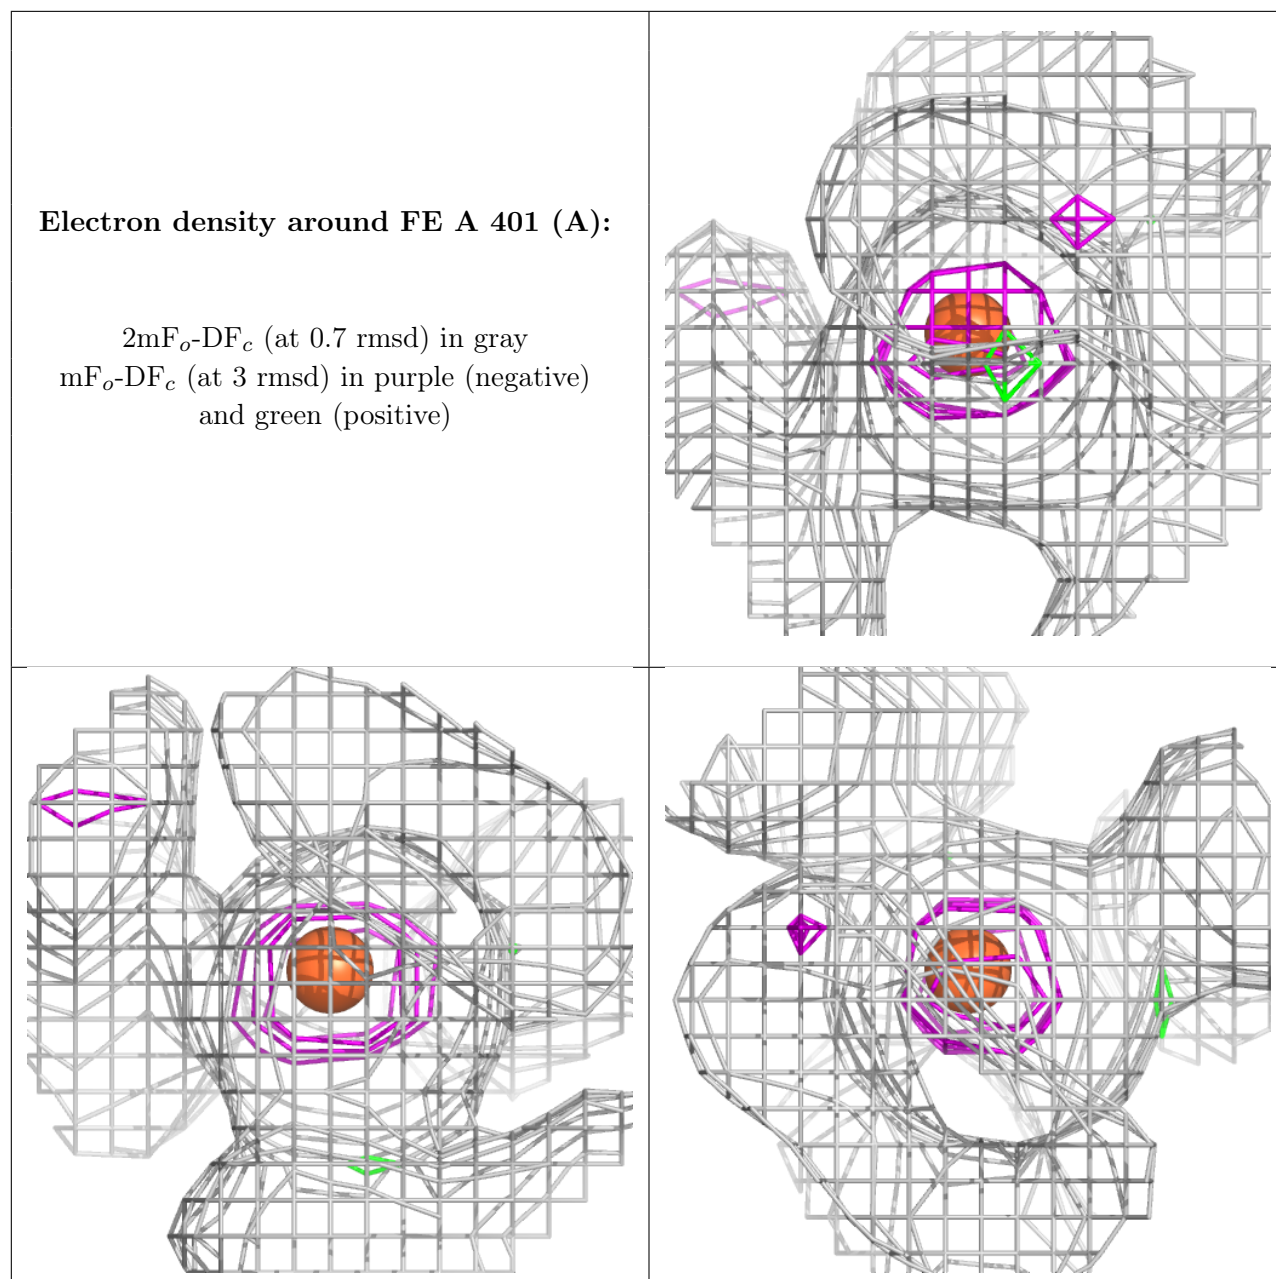 Electron density around FE A 401 (A):
2mFo-DFc (at 0.7 rmsd) in gray
mFo-DFc (at 3 rmsd) in purple (negative)
and green (positive)